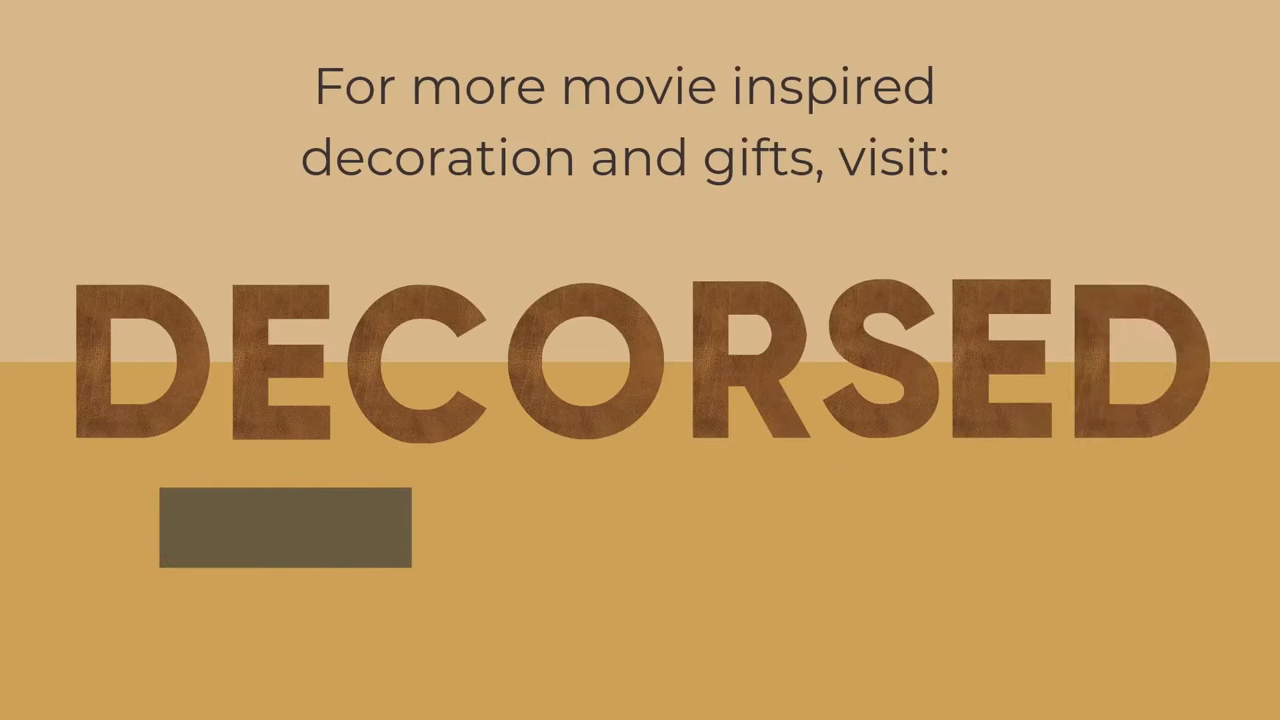 For more movie inspired
decoration and gifts, visit:
DECORSED